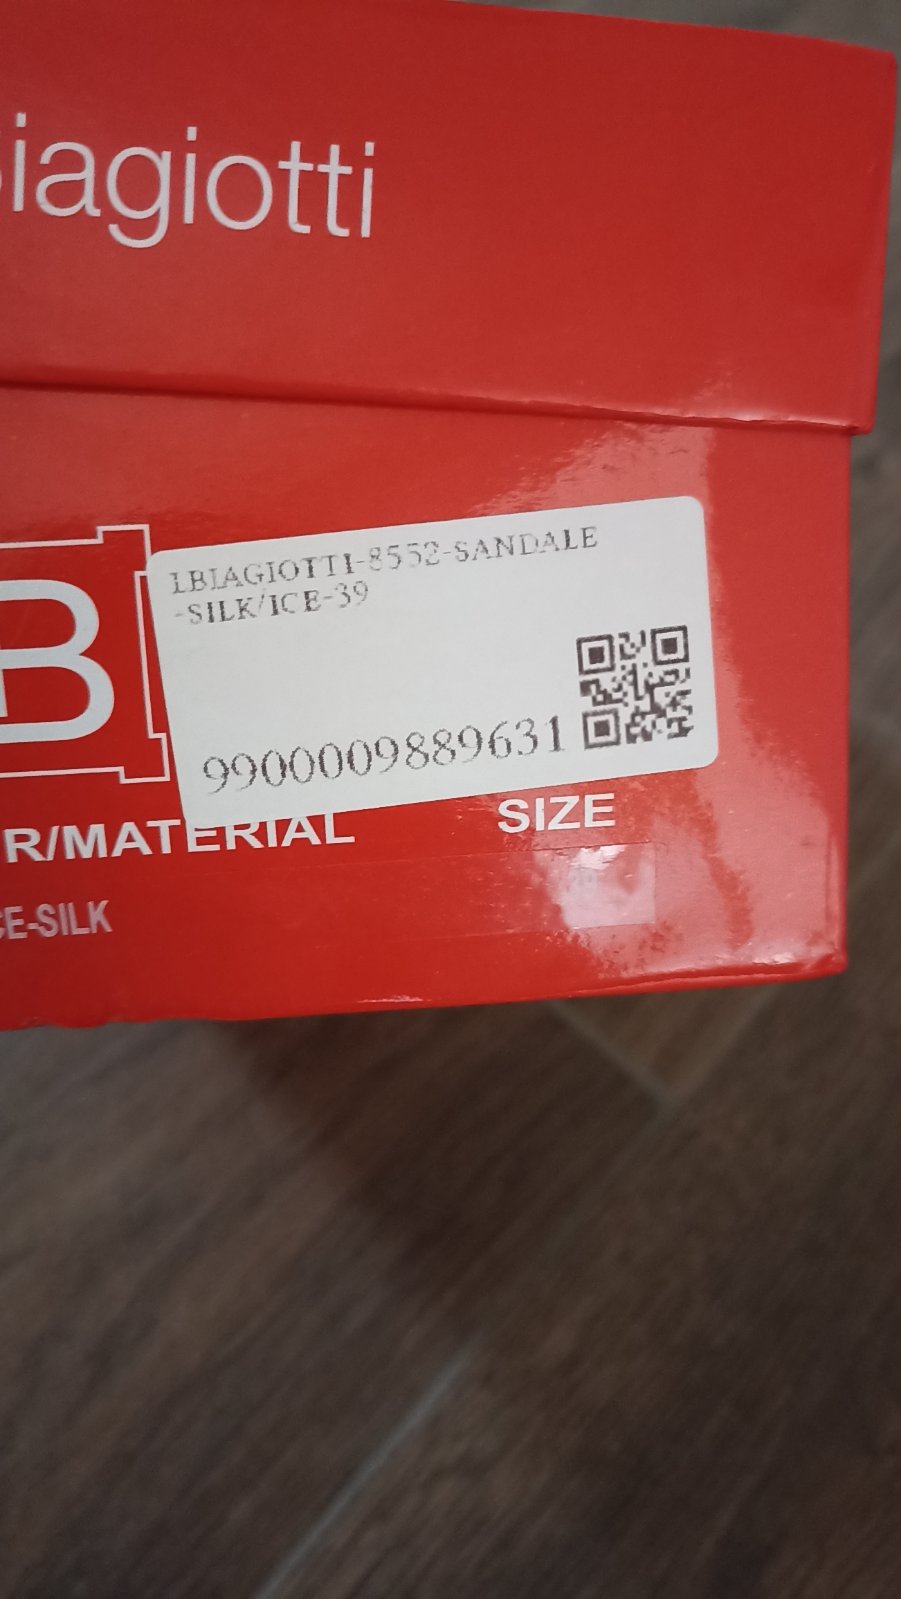 iagiotti
B
LBIAGIOTTI-8552-SANDALE
-SILK/ICE-39
9900009889631
R/MATERIAL SIZE
CE-SILK